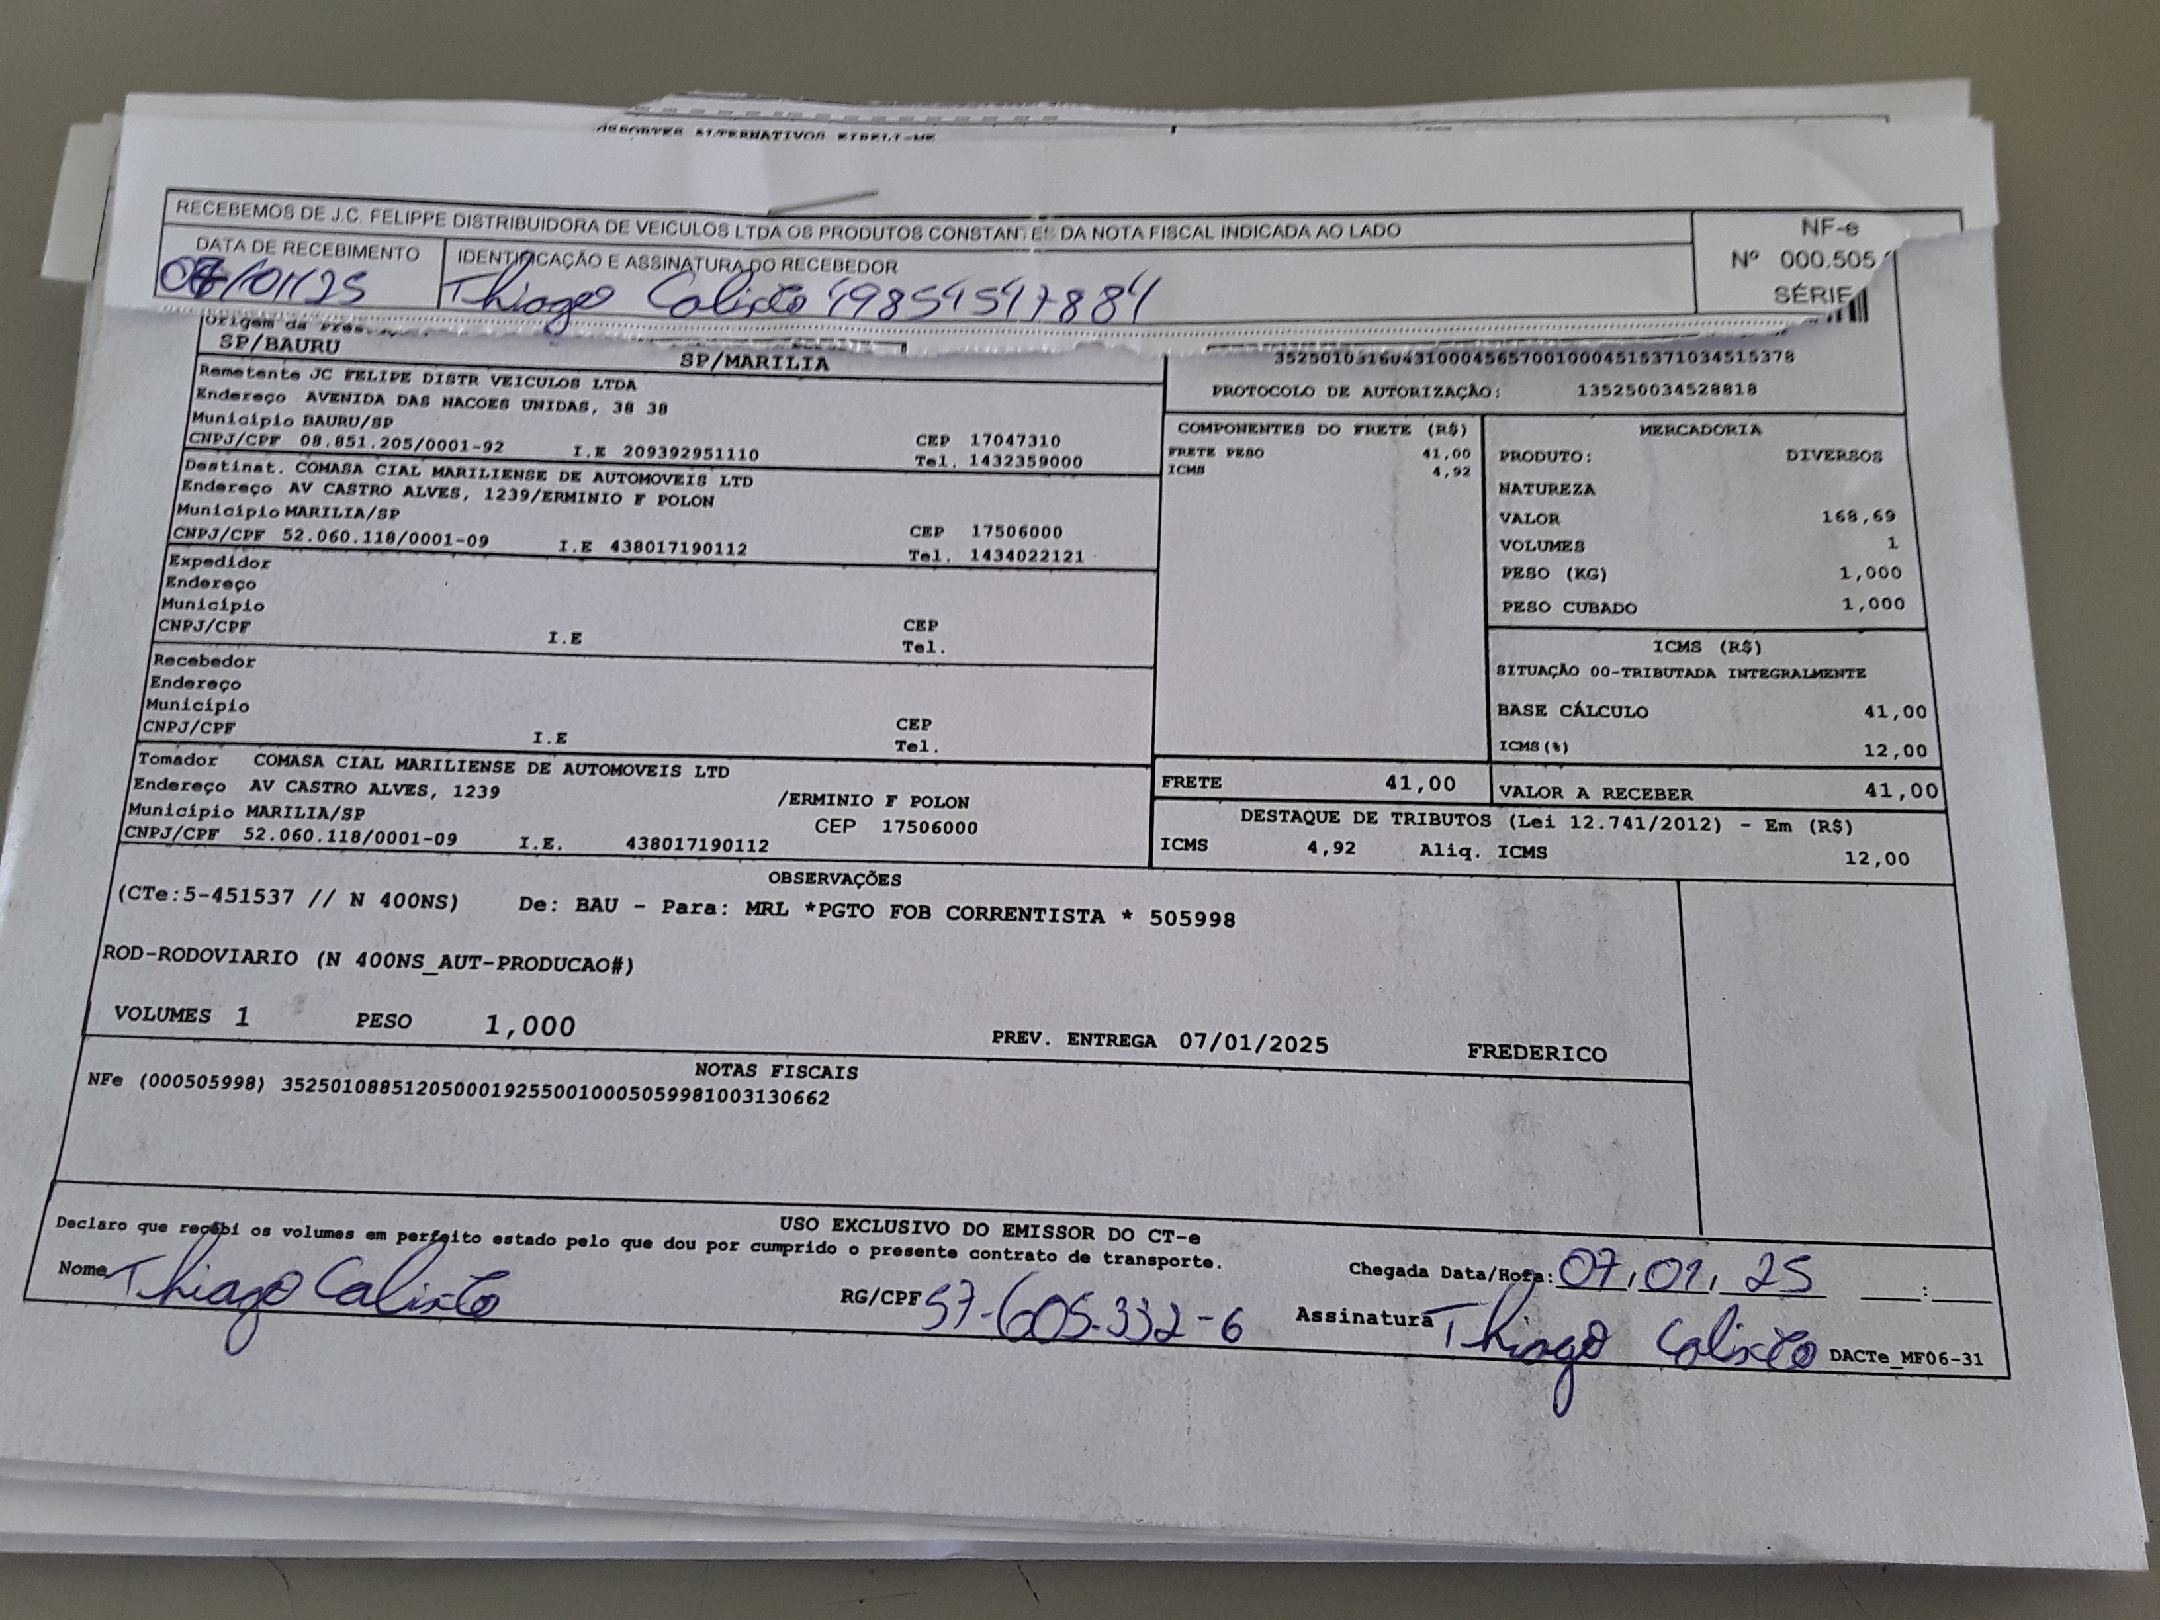 RECEBEMOS DE J.C. FELIPPE DISTRIBUIDORA DE VEICULOS LTDA OS PRODUTOS CONSTANTES DA NOTA FISCAL INDICADA AO LADO
NF-e
Nº 000.505
SÉRIE
DATA DE RECEBIMENTO
IDENTIFICAÇÃO E ASSINATURA DO RECEBEDOR
07/01/25
Thiago Calixto
Origem da
SP/BAURU SP/MARILIA
PROTOCOLO DE AUTORIZAÇÃO: 135250034528818
Remetente JC FELIPE DISTR VEICULOS LTDA
Endereço AVENIDA DAS NACOES UNIDAS, 38 38
Município BAURU/SP CEP 17047310
CNPJ/CPF 08.851.205/0001-92 I.E 209392951110 Tel. 1432359000
Destinat. COMASA CIAL MARILIENSE DE AUTOMOVEIS LTD
Endereço AV CASTRO ALVES, 1239/ERMINIO F POLON
Município MARILIA/SP CEP 17506000
CNPJ/CPF 52.060.118/0001-09 I.E 438017190112 Tel. 1434022121
Expedidor
Endereço
Município CEP
CNPJ/CPF I.E Tel.
Recebedor
Endereço
Município CEP
CNPJ/CPF I.E Tel.
Tomador COMASA CIAL MARILIENSE DE AUTOMOVEIS LTD
Endereço AV CASTRO ALVES, 1239 /ERMINIO F POLON
Município MARILIA/SP CEP 17506000
CNPJ/CPF 52.060.118/0001-09 I.E. 438017190112
COMPONENTES DO FRETE (R$)
FRETE PESO 41,00
ICMS 4,92
MERCADORIA
PRODUTO: DIVERSOS
NATUREZA
VALOR 168,69
VOLUMES 1
PESO (KG) 1,000
PESO CUBADO 1,000
ICMS (R$)
SITUAÇÃO 00-TRIBUTADA INTEGRALMENTE
BASE CÁLCULO 41,00
ICMS(%) 12,00
FRETE 41,00
VALOR A RECEBER 41,00
DESTAQUE DE TRIBUTOS (Lei 12.741/2012) - Em (R$)
ICMS 4,92 Aliq. ICMS 12,00
OBSERVAÇÕES
(CTe:5-451537 // N 400NS) De: BAU - Para: MRL *PGTO FOB CORRENTISTA * 505998
ROD-RODOVIARIO (N 400NS_AUT-PRODUCAO#)
VOLUMES 1 PESO 1,000 PREV. ENTREGA 07/01/2025 FREDERICO
NOTAS FISCAIS
NFe (000505998) 35250108851205000192550010005059981003130662
USO EXCLUSIVO DO EMISSOR DO CT-e
Declaro que recebi os volumes em perfeito estado pelo que dou por cumprido o presente contrato de transporte.
Chegada Data/Hora: 07,01,25 __:__
Nome Thiago Calixto RG/CPF 57-605.332-6 Assinatura Thiago Calixto DACTe_MF06-31